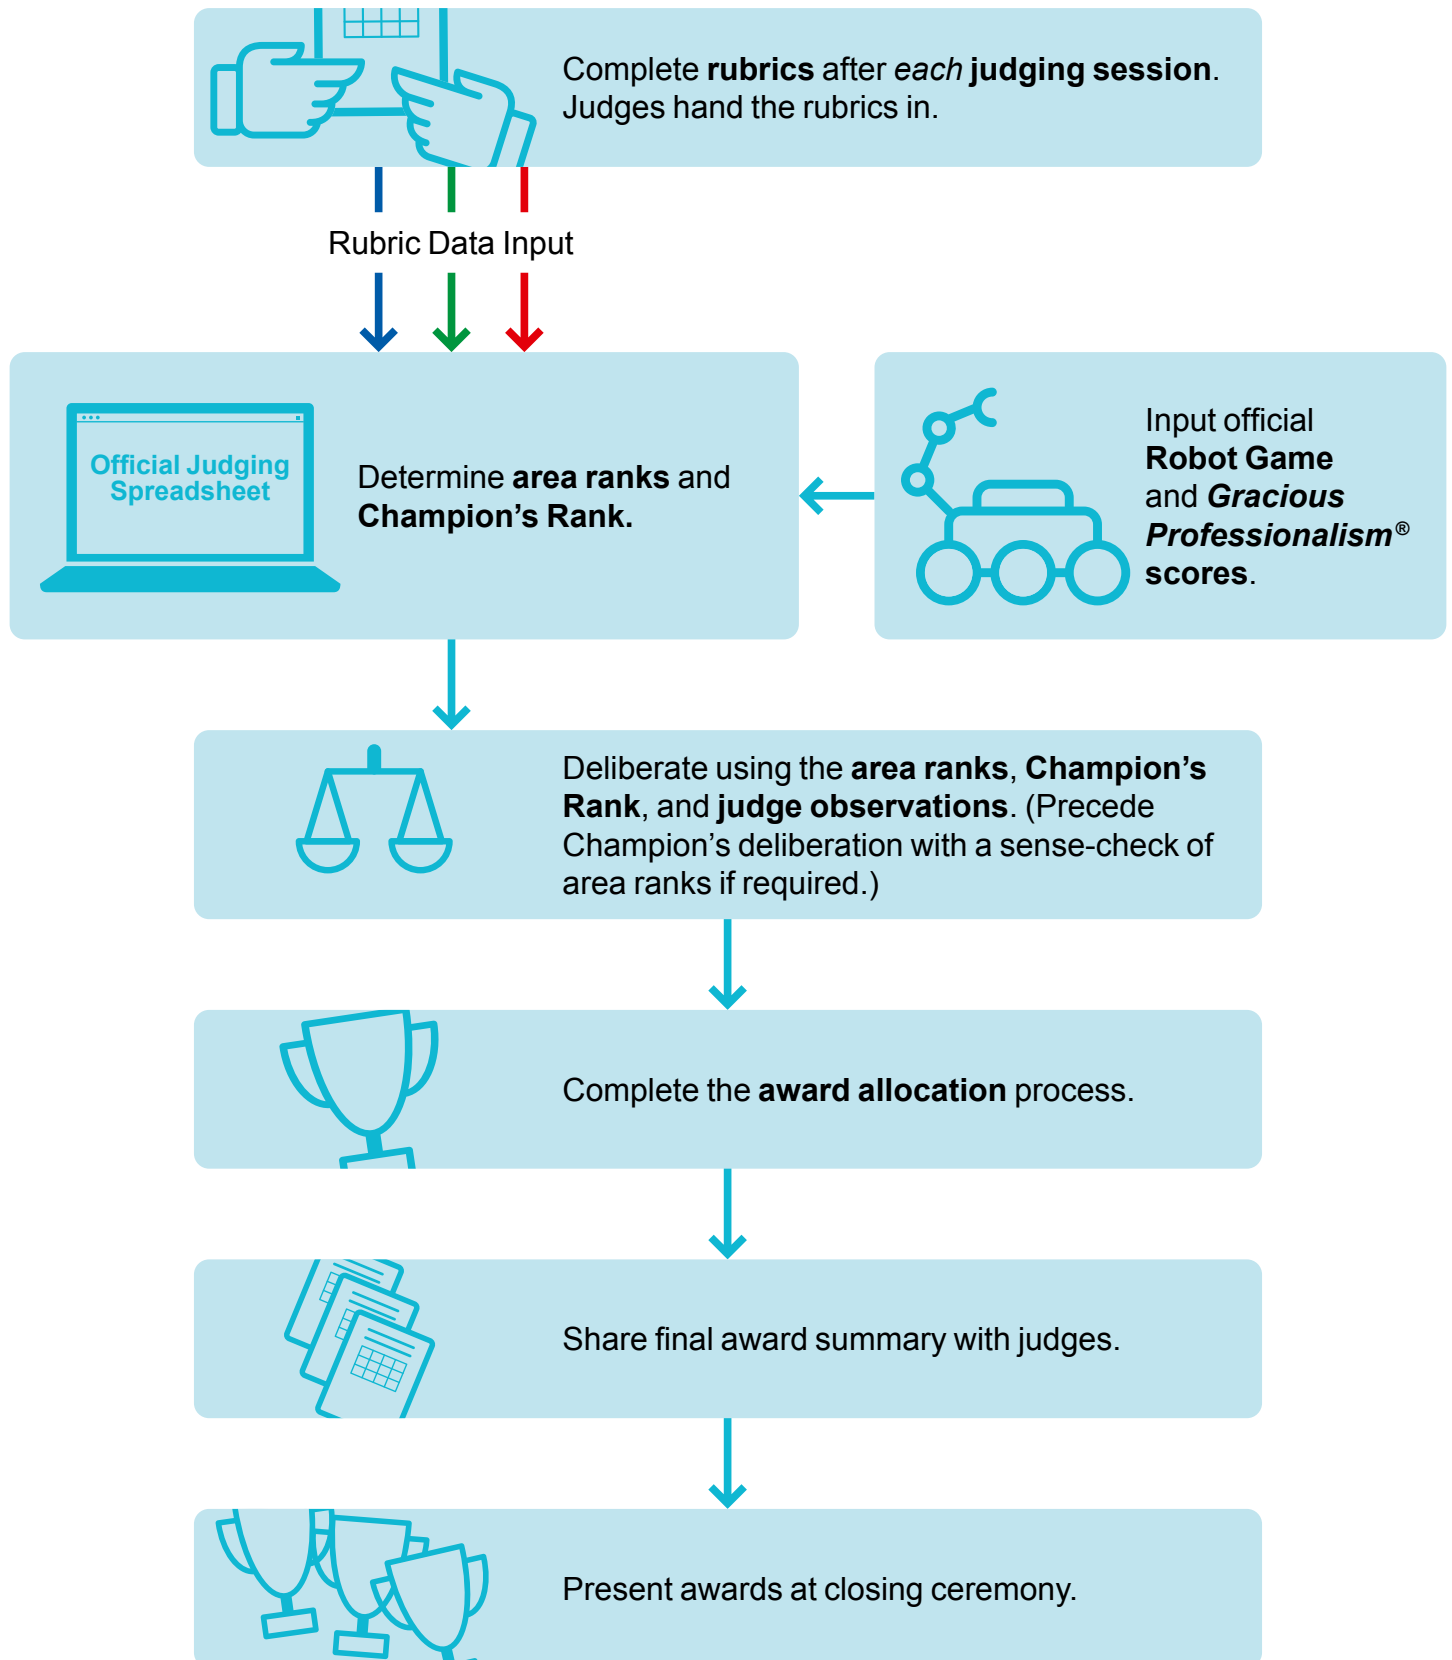 Complete rubrics after each judging session.
Judges hand the rubrics in.
Rubric Data Input
Official Judging
Spreadsheet
Determine area ranks and
Champion’s Rank.
Input official
Robot Game
and Gracious
Professionalism®
scores.
Deliberate using the area ranks, Champion’s
Rank, and judge observations. (Precede
Champion’s deliberation with a sense-check of
area ranks if required.)
Complete the award allocation process.
Share final award summary with judges.
Present awards at closing ceremony.